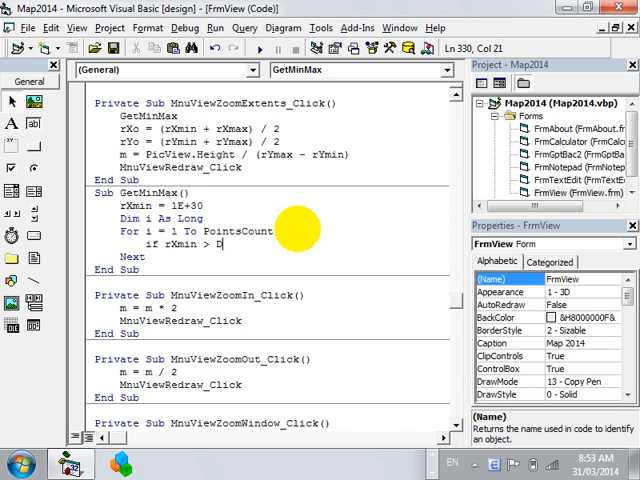 Map2014 - Microsoft Visual Basic [design] - [FrmView (Code)]
File Edit View Project Format Debug Run Query Diagram Tools Add-Ins Window Help
Ln 330, Col 21
General
(General)
GetMinMax
Private Sub MnuViewZoomExtents_Click()
GetMinMax
rXo = (rXmin + rXmax) / 2
rYo = (rYmin + rYmax) / 2
m = PicView.Height / (rYmax - rYmin)
MnuViewRedraw_Click
End Sub
Sub GetMinMax()
rXmin = 1E+30
Dim i As Long
For i = 1 To PointsCount
if rXmin > D
Next
End Sub
Private Sub MnuViewZoomIn_Click()
m = m * 2
MnuViewRedraw_Click
End Sub
Private Sub MnuViewZoomOut_Click()
m = m / 2
MnuViewRedraw_Click
End Sub
Private Sub MnuViewZoomWindow_Click()
Project - Map2014
Map2014 (Map2014.vbp)
Forms
FrmAbout (FrmAbout.
FrmCalculator (FrmCalc
FrmGptBac2 (FrmGptBa
FrmNotepad (FrmNotep
FrmTextEdit (FrmTextE
FrmView (FrmView.frm
Properties - FrmView
FrmView Form
Alphabetic Categorized
(Name) FrmView
Appearance 1 - 3D
AutoRedraw False
BackColor &H8000000F&
BorderStyle 2 - Sizable
Caption Map 2014
ClipControls True
ControlBox True
DrawMode 13 - Copy Pen
DrawStyle 0 - Solid
(Name)
Returns the name used in code to identify
an object.
EN
8:53 AM
31/03/2014